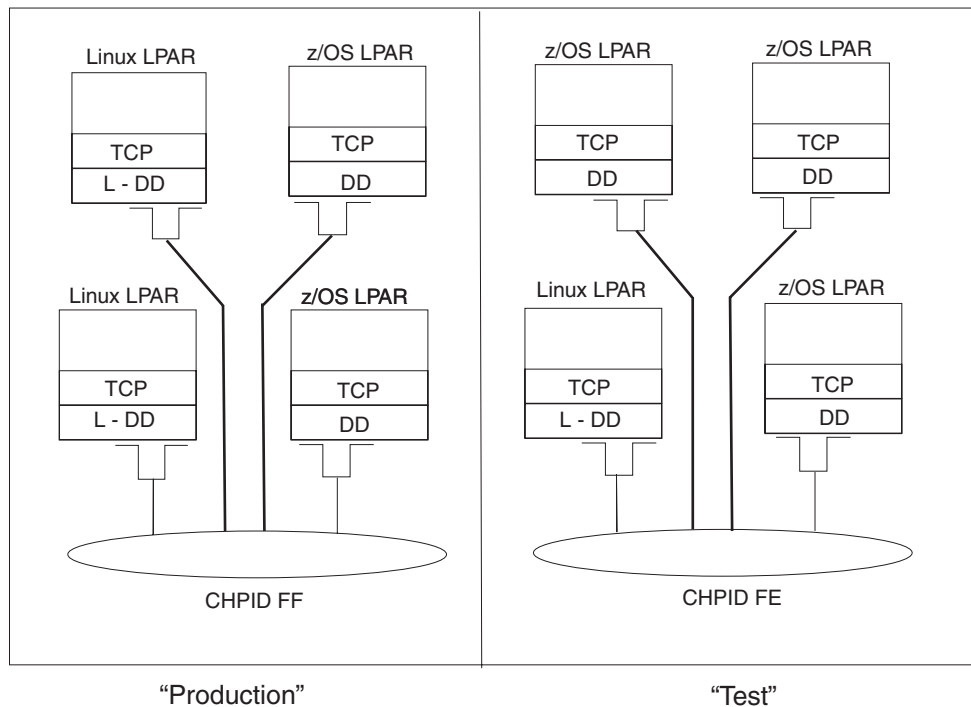 Linux LPAR
z/OS LPAR
TCP
L - DD
TCP
DD
Linux LPAR
z/OS LPAR
TCP
L - DD
TCP
DD
CHPID FF
z/OS LPAR
z/OS LPAR
TCP
DD
TCP
DD
Linux LPAR
z/OS LPAR
TCP
L - DD
TCP
DD
CHPID FE
“Production”
“Test”